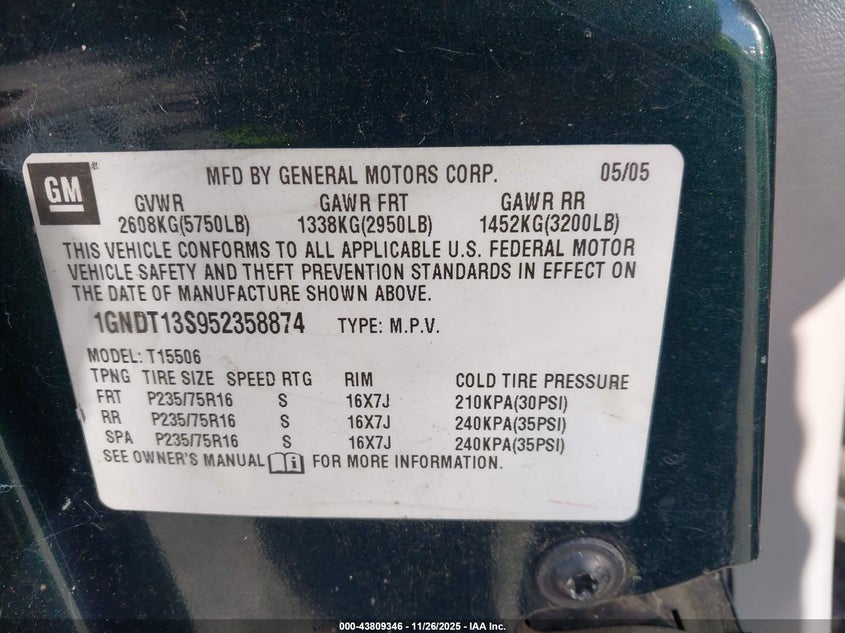 GM
MFD BY GENERAL MOTORS CORP. 05/05
GVWR GAWR FRT GAWR RR
2608KG(5750LB) 1338KG(2950LB) 1452KG(3200LB)
THIS VEHICLE CONFORMS TO ALL APPLICABLE U.S. FEDERAL MOTOR
VEHICLE SAFETY AND THEFT PREVENTION STANDARDS IN EFFECT ON
THE DATE OF MANUFACTURE SHOWN ABOVE.
1GNDT13S952358874 TYPE: M.P.V.
MODEL: T15506
TPNG TIRE SIZE SPEED RTG RIM COLD TIRE PRESSURE
FRT P235/75R16 S 16X7J 210KPA(30PSI)
RR P235/75R16 S 16X7J 240KPA(35PSI)
SPA P235/75R16 S 16X7J 240KPA(35PSI)
SEE OWNER'S MANUAL FOR MORE INFORMATION.
000-43809346 - 11/26/2025 - IAA Inc.